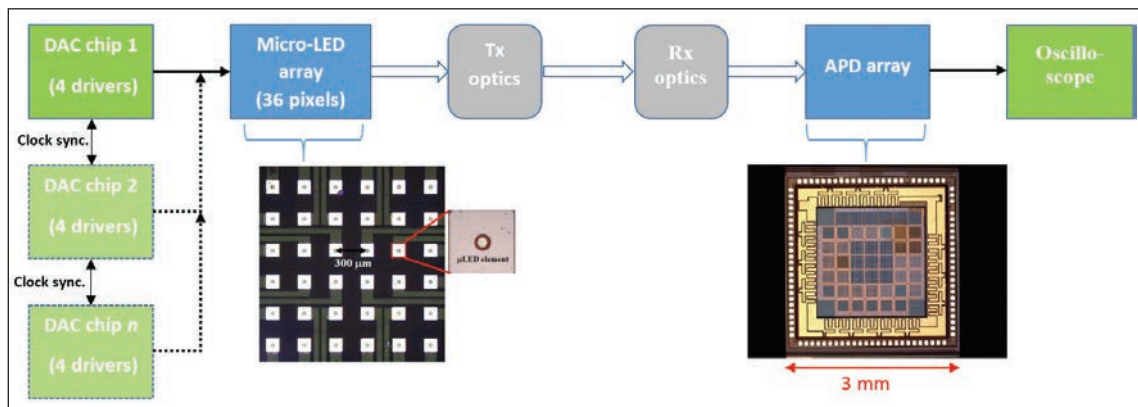 DAC chip 1
(4 drivers)
Micro-LED
array
(36 pixels)
Tx
optics
Rx
optics
APD array
Oscillo-
scope
Clock sync.
DAC chip 2
(4 drivers)
Clock sync.
DAC chip n
(4 drivers)
300 µm
µLED element
3 mm